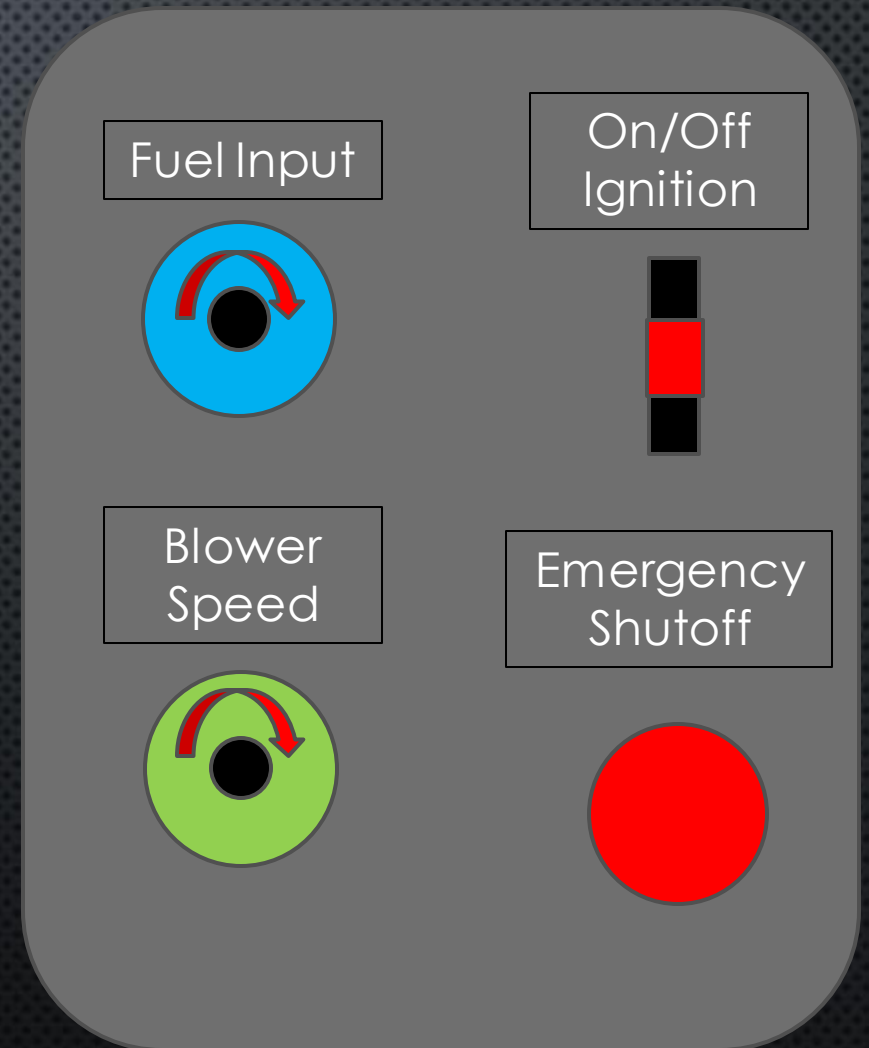 Fuel Input
On/Off
Ignition
Blower
Speed
Emergency
Shutoff